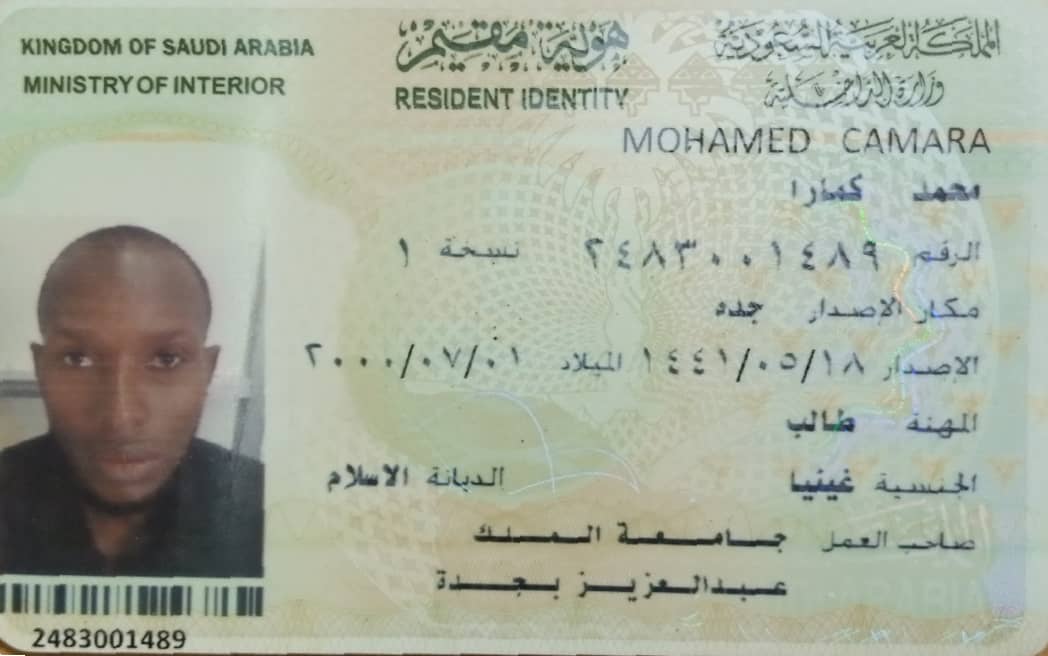 KINGDOM OF SAUDI ARABIA
MINISTRY OF INTERIOR
هوية مقيم
RESIDENT IDENTITY
المملكة العربية السعودية
وزارة الداخلية
MOHAMED CAMARA
محمد كمارا
الرقم ٢٤٨٣٠٠١٤٨٩ نسخة ١
مكان الإصدار جده
الإصدار ١٤٤١/٠٥/١٨ الميلاد ٢٠٠٠/٠٧/٠١
المهنة طالب
الجنسية غينيا الديانة الاسلام
صاحب العمل جامعة الملك
عبدالعزيز بجدة
2483001489